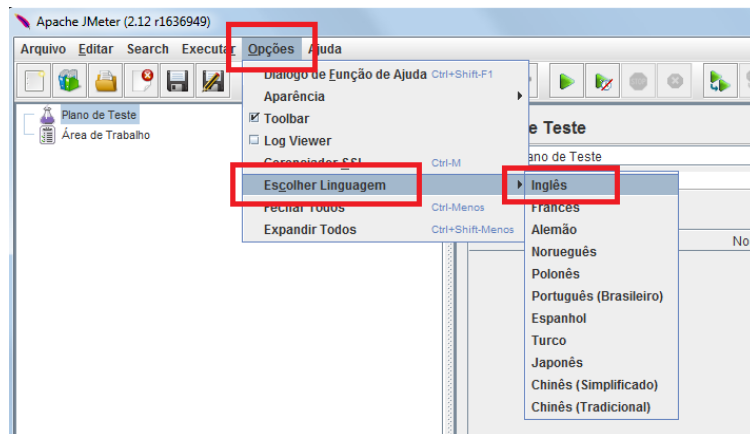 Apache JMeter (2.12 r1636949)
Arquivo Editar Search Executar Opções Ajuda
Diálogo de Função de Ajuda Ctrl+Shift-F1
Aparência
Toolbar
Log Viewer
Gerenciador SSL Ctrl-M
Escolher Linguagem
Fechar Todos Ctrl-Menos
Expandir Todos Ctrl+Shift-Menos
Plano de Teste
Área de Trabalho
e Teste
ano de Teste
No
Inglês
Francês
Alemão
Norueguês
Polonês
Português (Brasileiro)
Espanhol
Turco
Japonês
Chinês (Simplificado)
Chinês (Tradicional)